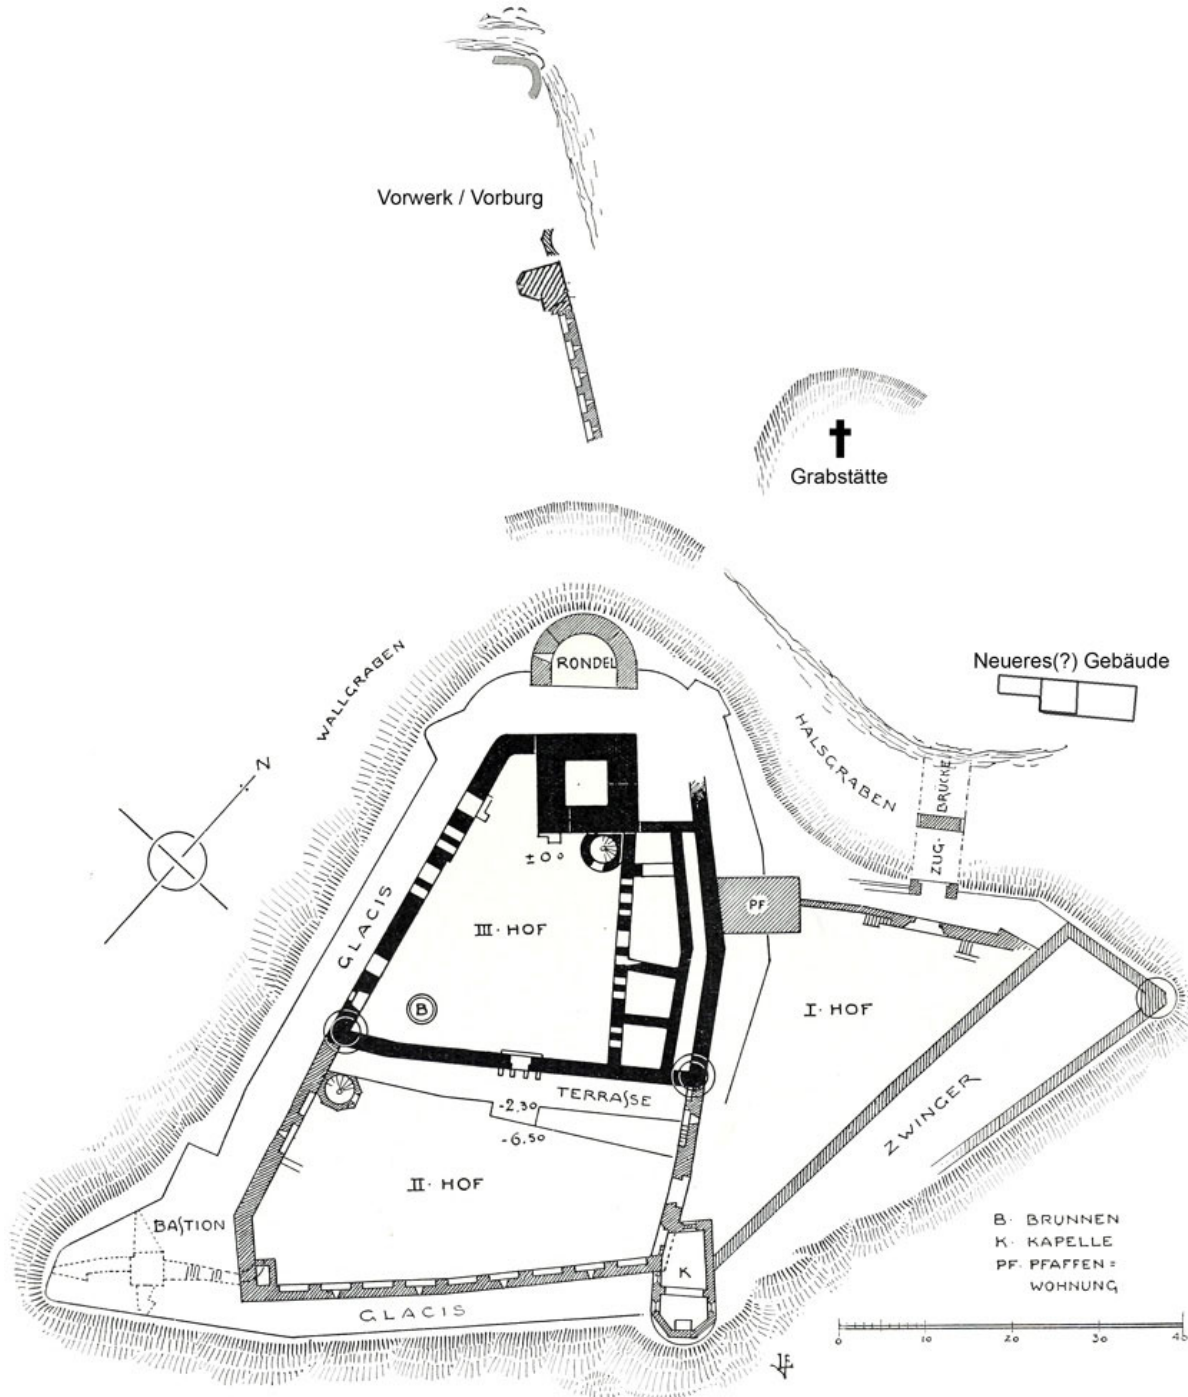 Vorwerk / Vorburg
Grabstätte
WALLGRABEN
RONDEL
Neueres(?) Gebäude
HALSGRABEN
ZUG-BRÜCKE
N
±0°
PF.
GLACIS
III · HOF
B
I · HOF
TERRASSE
-2.30
-6.50
ZWINGER
II · HOF
BASTION
K
GLACIS
B · BRUNNEN
K · KAPELLE
PF · PFAFFEN =
WOHNUNG
0 10 20 30 40